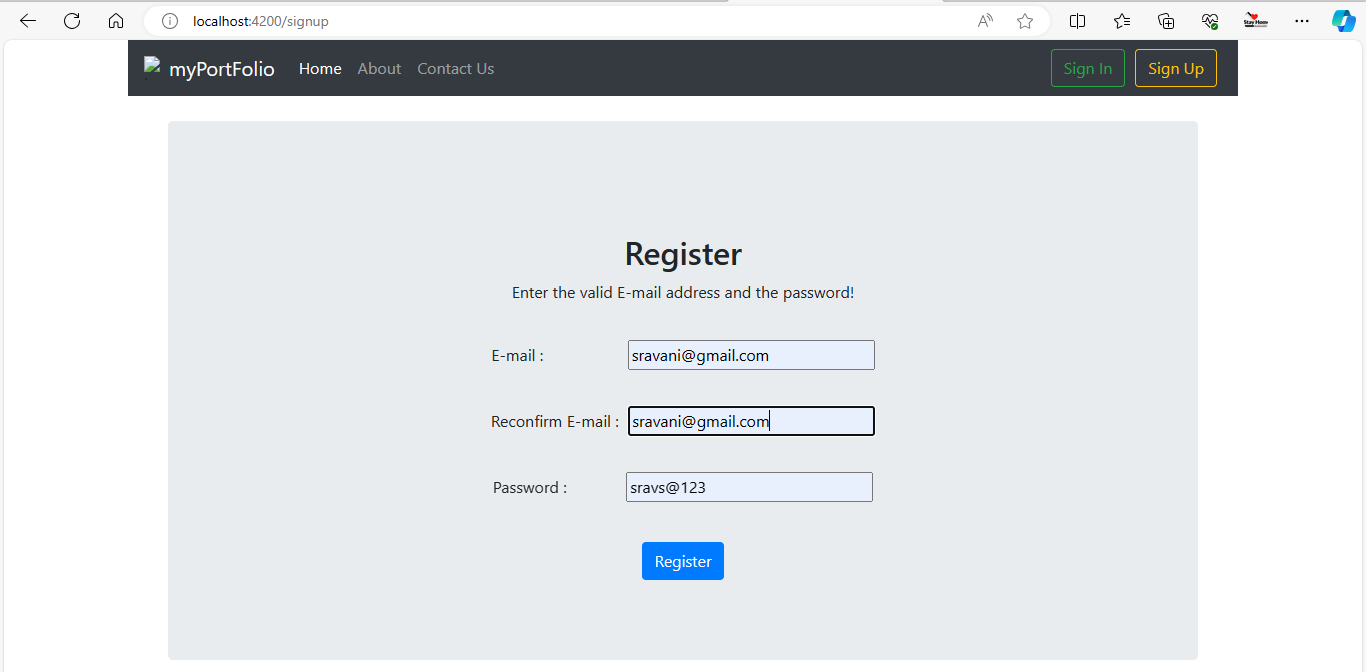 localhost:4200/signup
myPortFolio Home About Contact Us Sign In Sign Up
Register
Enter the valid E-mail address and the password!
E-mail : sravani@gmail.com
Reconfirm E-mail : sravani@gmail.com
Password : sravs@123
Register